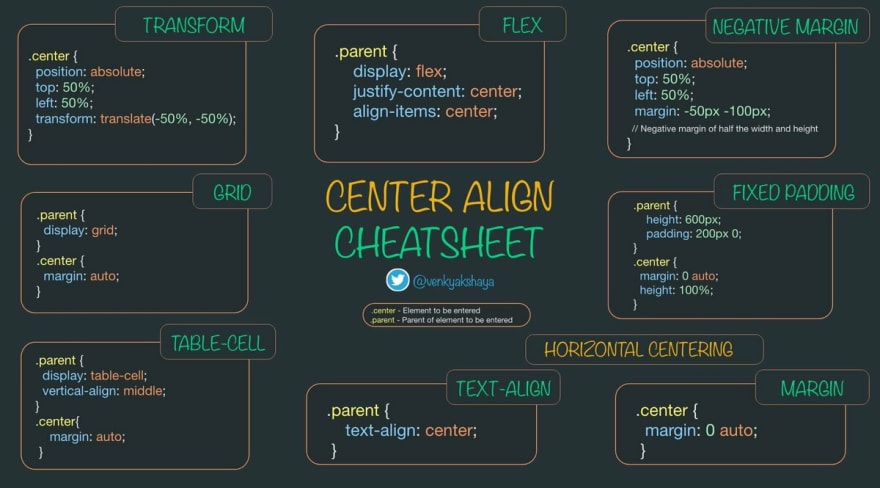 TRANSFORM
.center {
position: absolute;
top: 50%;
left: 50%;
transform: translate(-50%, -50%);
}
FLEX
.parent {
display: flex;
justify-content: center;
align-items: center;
}
NEGATIVE MARGIN
.center {
position: absolute;
top: 50%;
left: 50%;
margin: -50px -100px;
// Negative margin of half the width and height
}
GRID
.parent {
display: grid;
}
.center {
margin: auto;
}
CENTER ALIGN
CHEATSHEET
@venkyakshaya
.center - Element to be entered
.parent - Parent of element to be entered
FIXED PADDING
.parent {
height: 600px;
padding: 200px 0;
}
.center {
margin: 0 auto;
height: 100%;
}
TABLE-CELL
.parent {
display: table-cell;
vertical-align: middle;
}
.center{
margin: auto;
}
HORIZONTAL CENTERING
TEXT-ALIGN
.parent {
text-align: center;
}
MARGIN
.center {
margin: 0 auto;
}